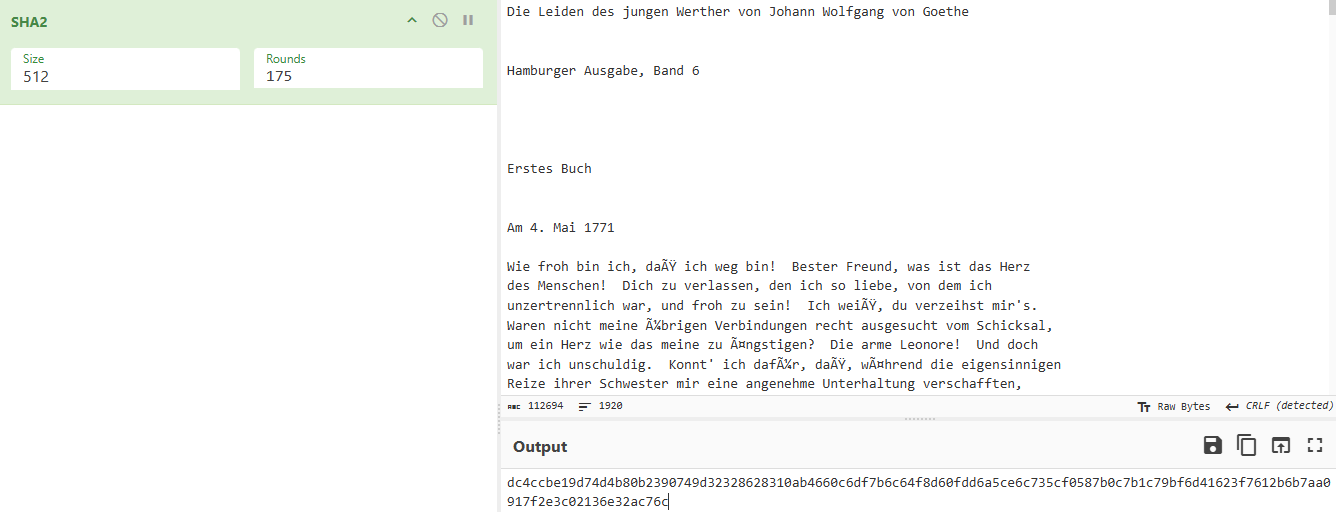 SHA2
Size
512
Rounds
175
Die Leiden des jungen Werther von Johann Wolfgang von Goethe
Hamburger Ausgabe, Band 6
Erstes Buch
Am 4. Mai 1771
Wie froh bin ich, daÃŸ ich weg bin!  Bester Freund, was ist das Herz
des Menschen!  Dich zu verlassen, den ich so liebe, von dem ich
unzertrennlich war, und froh zu sein!  Ich weiÃŸ, du verzeihst mir's.
Waren nicht meine Ã¼brigen Verbindungen recht ausgesucht vom Schicksal,
um ein Herz wie das meine zu Ã¤ngstigen?  Die arme Leonore!  Und doch
war ich unschuldig.  Konnt' ich dafÃ¼r, daÃŸ, wÃ¤hrend die eigensinnigen
Reize ihrer Schwester mir eine angenehme Unterhaltung verschafften,
ABC 112694 1920 Tт Raw Bytes CRLF (detected)
Output
dc4ccbe19d74d4b80b2390749d32328628310ab4660c6df7b6c64f8d60fdd6a5ce6c735cf0587b0c7b1c79bf6d41623f7612b6b7aa0
917f2e3c02136e32ac76c